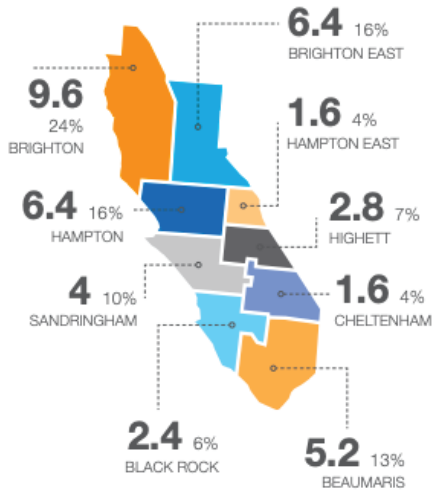 6.4 16%
BRIGHTON EAST
9.6
24%
BRIGHTON
1.6 4%
HAMPTON EAST
6.4 16%
HAMPTON
2.8 7%
HIGHETT
4 10%
SANDRINGHAM
1.6 4%
CHELTENHAM
2.4 6%
BLACK ROCK
5.2 13%
BEAUMARIS